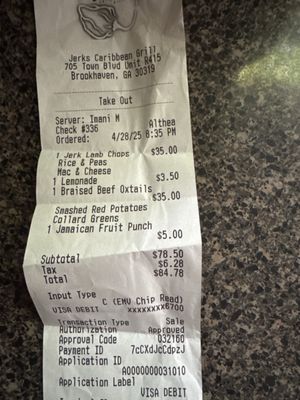 Jerks Caribbean Grill
705 Town Blvd Unit R415
Brookhaven, GA 30319
Take Out
Server: Imani M
Check #336 Althea
Ordered: 4/28/25 8:35 PM
1 Jerk Lamb Chops $35.00
Rice & Peas
Mac & Cheese
1 Lemonade $3.50
1 Braised Beef Oxtails $35.00
Smashed Red Potatoes
Collard Greens
1 Jamaican Fruit Punch $5.00
Subtotal $78.50
Tax $6.28
Total $84.78
Input Type C (EMV Chip Read)
VISA DEBIT xxxxxxxx6700
Transaction Type Sale
Authorization Approved
Approval Code 032160
Payment ID 7cCXdJcCdpzJ
Application ID
A0000000031010
Application Label
VISA DEBIT